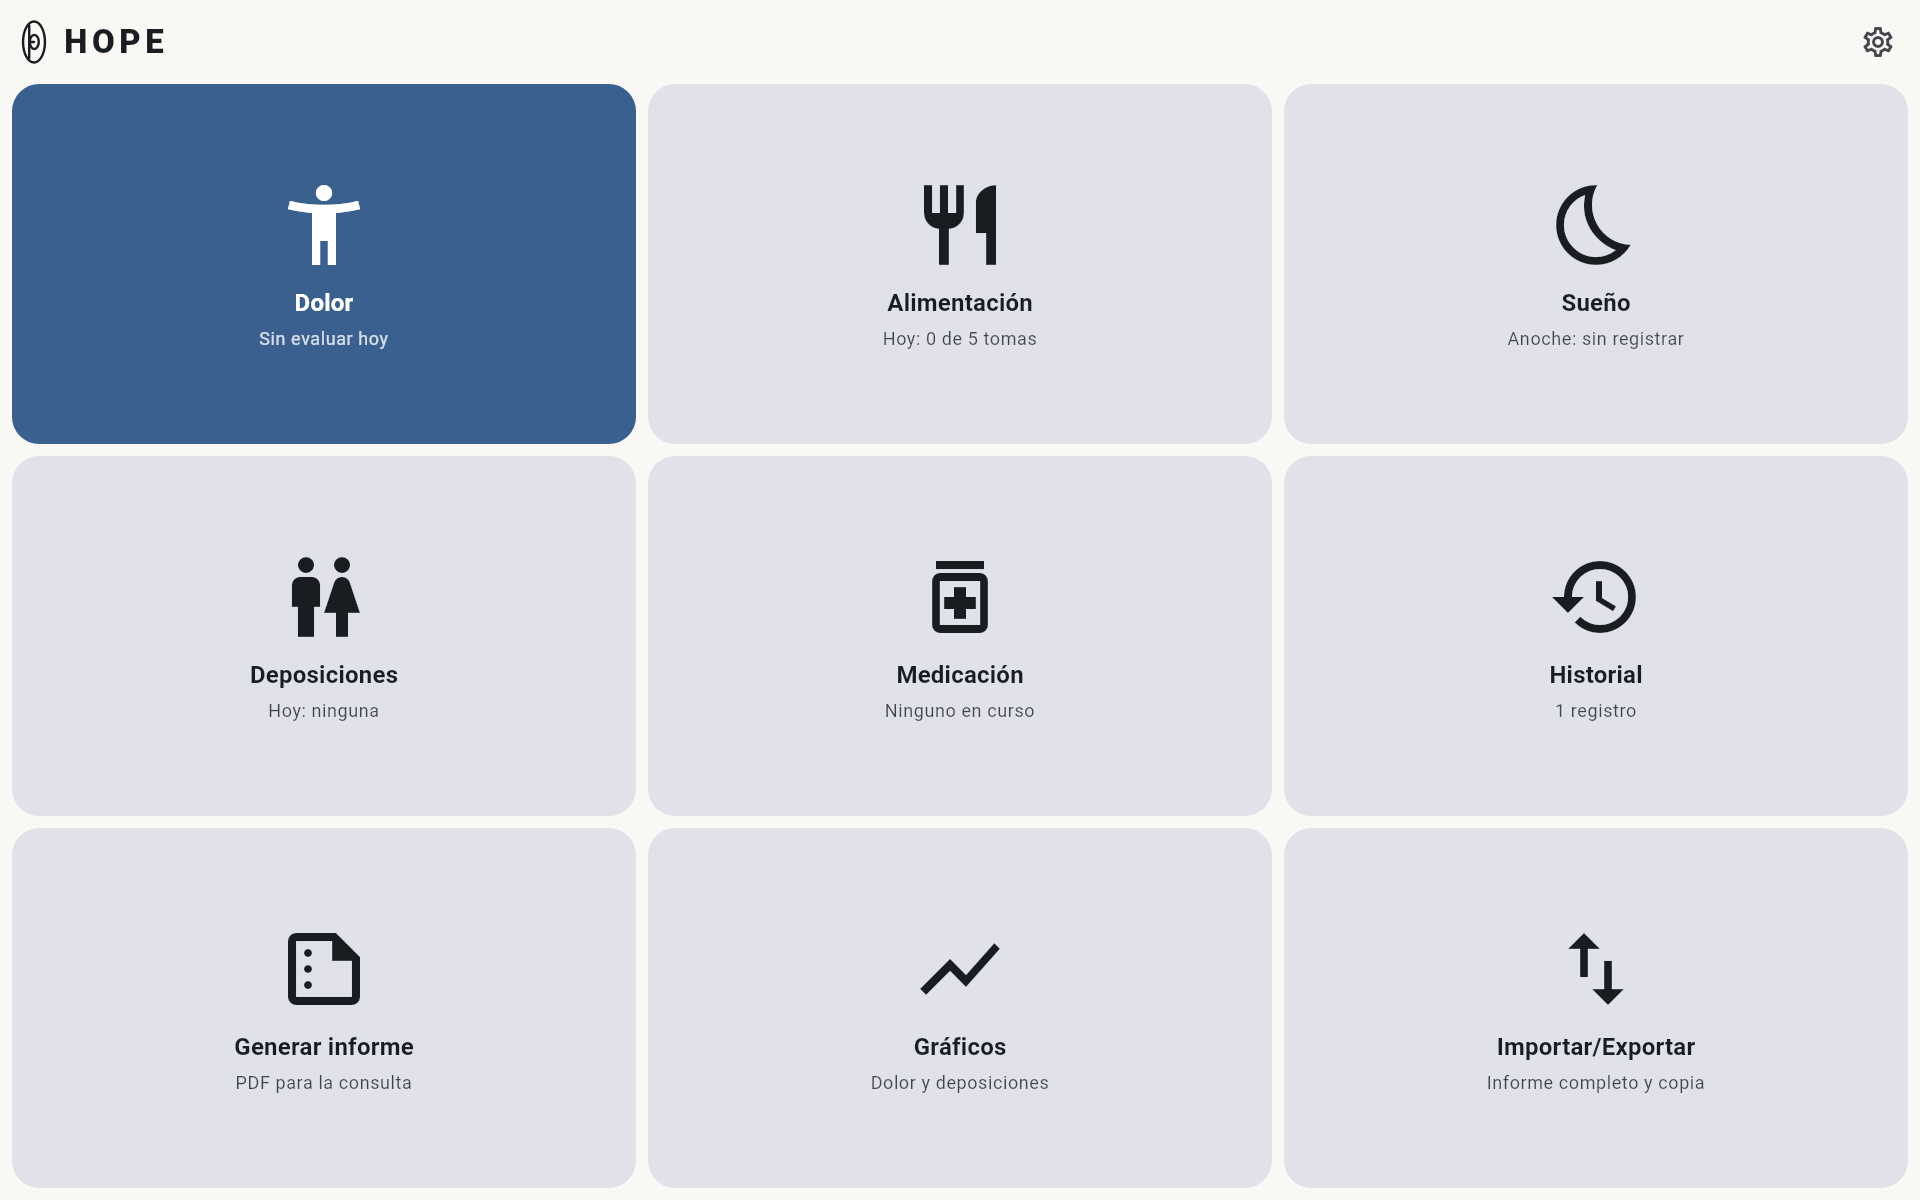 HOPE
Dolor
Sin evaluar hoy
Alimentación
Hoy: 0 de 5 tomas
Sueño
Anoche: sin registrar
Deposiciones
Hoy: ninguna
Medicación
Ninguno en curso
Historial
1 registro
Generar informe
PDF para la consulta
Gráficos
Dolor y deposiciones
Importar/Exportar
Informe completo y copia